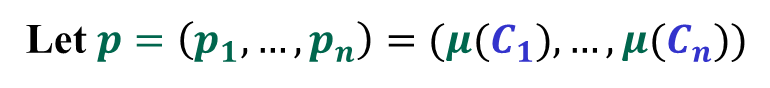 Let p = (p₁, …, pₙ) = (μ(C₁), …, μ(Cₙ))